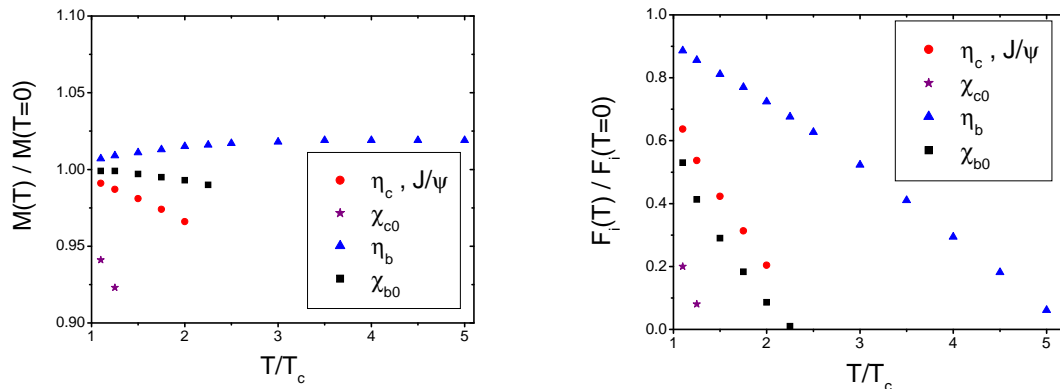 1.10
1.05
1.00
0.95
0.90
M(T) / M(T=0)
η_c , J/ψ
χ_c0
η_b
χ_b0
1 2 3 4 5
T/T_c
1.0
0.8
0.6
0.4
0.2
0.0
F_i(T) / F_i(T=0)
η_c , J/ψ
χ_c0
η_b
χ_b0
1 2 3 4 5
T/T_c